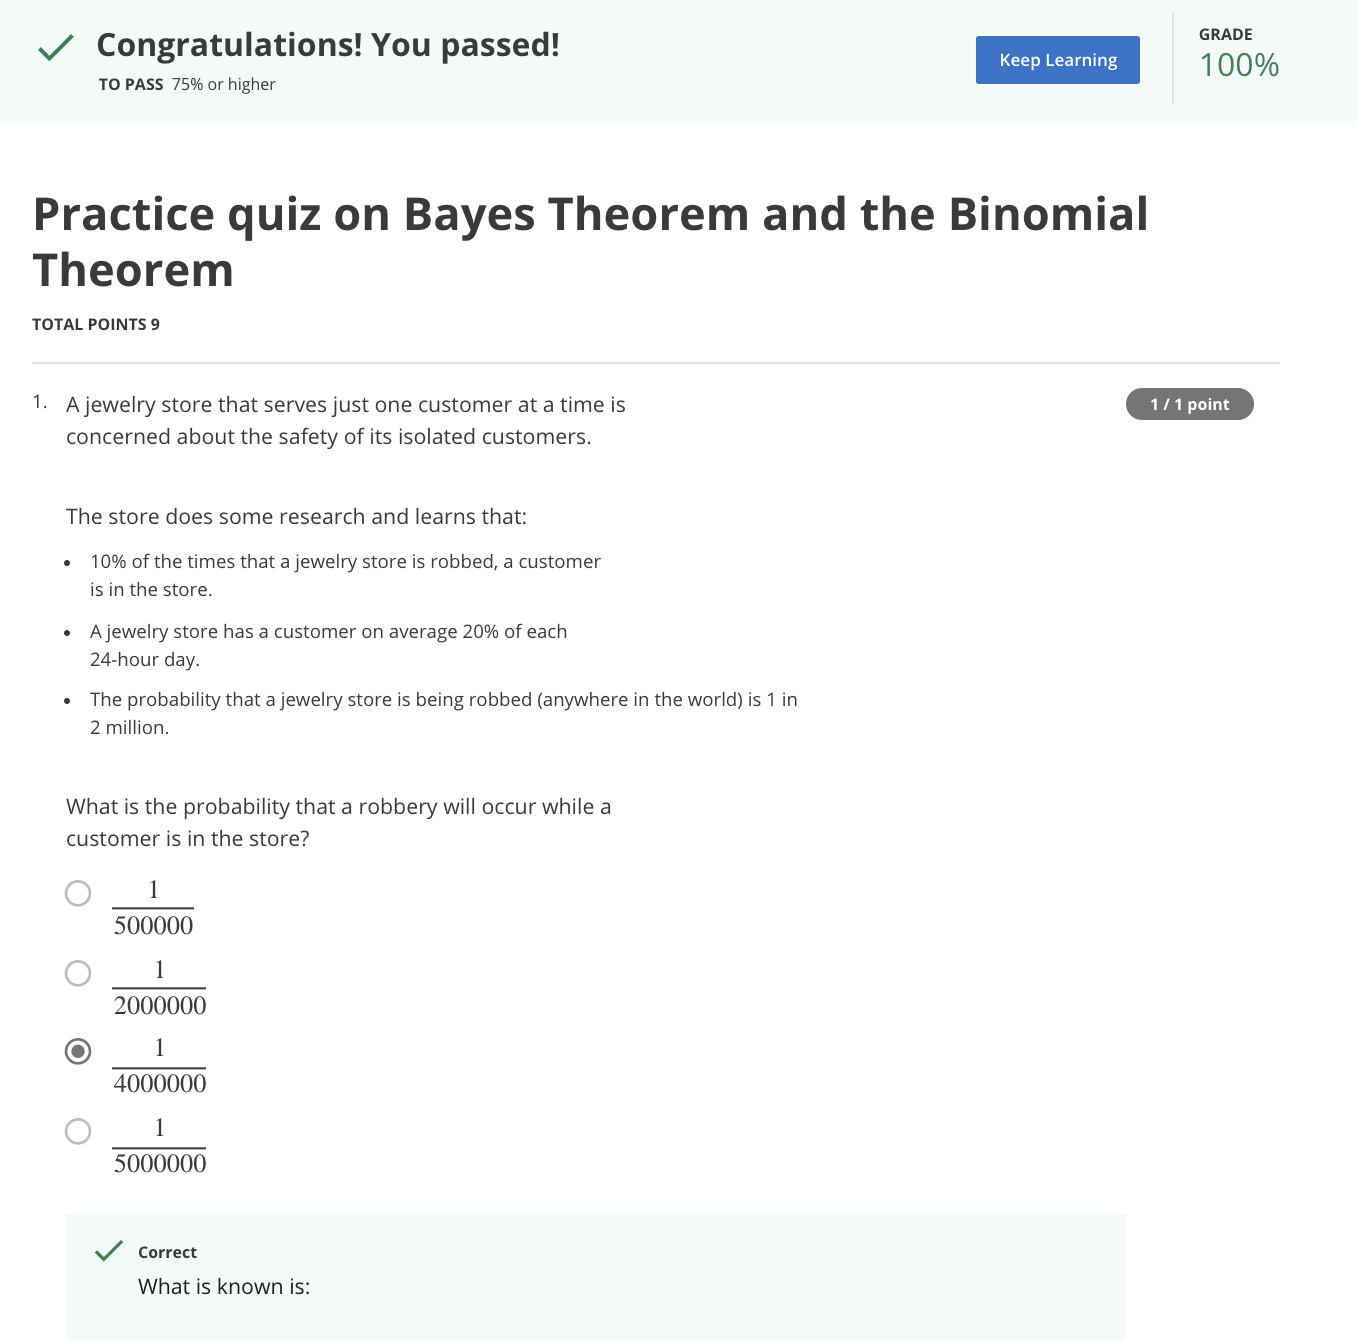 Congratulations! You passed!
TO PASS 75% or higher
Keep Learning
GRADE
100%
Practice quiz on Bayes Theorem and the Binomial
Theorem
TOTAL POINTS 9
1. A jewelry store that serves just one customer at a time is
concerned about the safety of its isolated customers.
1 / 1 point
The store does some research and learns that:
• 10% of the times that a jewelry store is robbed, a customer
is in the store.
• A jewelry store has a customer on average 20% of each
24-hour day.
• The probability that a jewelry store is being robbed (anywhere in the world) is 1 in
2 million.
What is the probability that a robbery will occur while a
customer is in the store?
1
500000
1
2000000
1
4000000
1
5000000
Correct
What is known is: